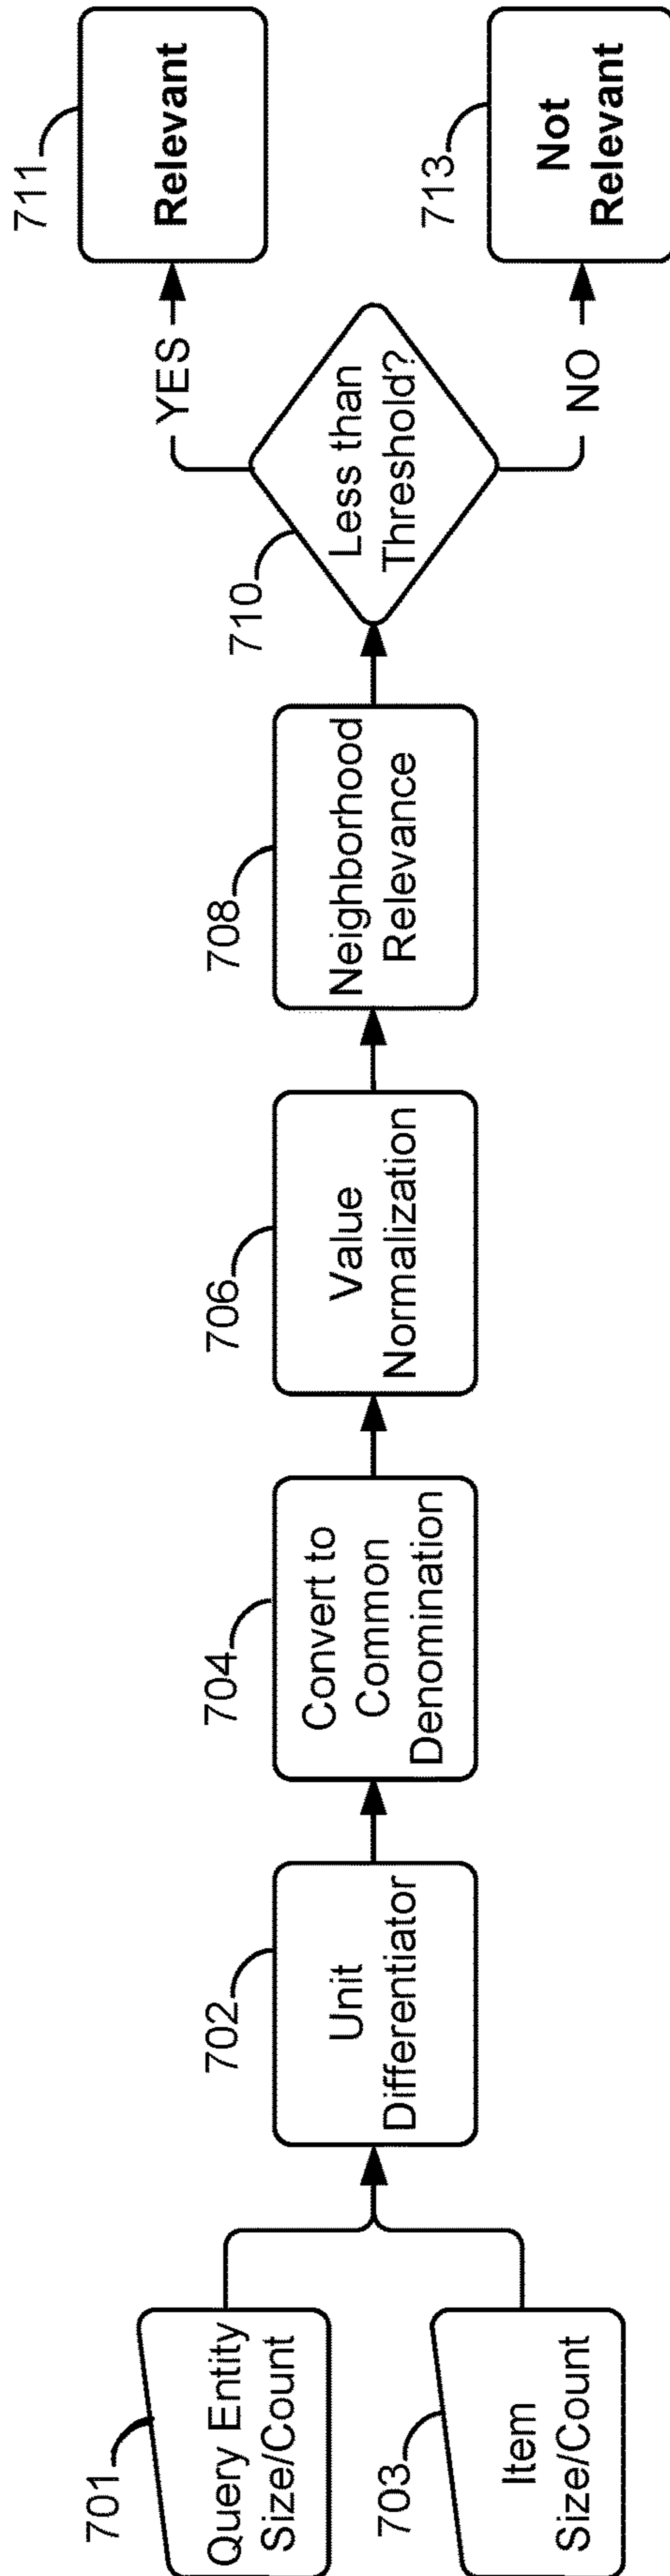 701
Query Entity
Size/Count
703
Item
Size/Count
702
Unit
Differentiator
704
Convert to
Common
Denomination
706
Value
Normalization
708
Neighborhood
Relevance
710
Less than
Threshold?
YES
711
Relevant
NO
713
Not
Relevant